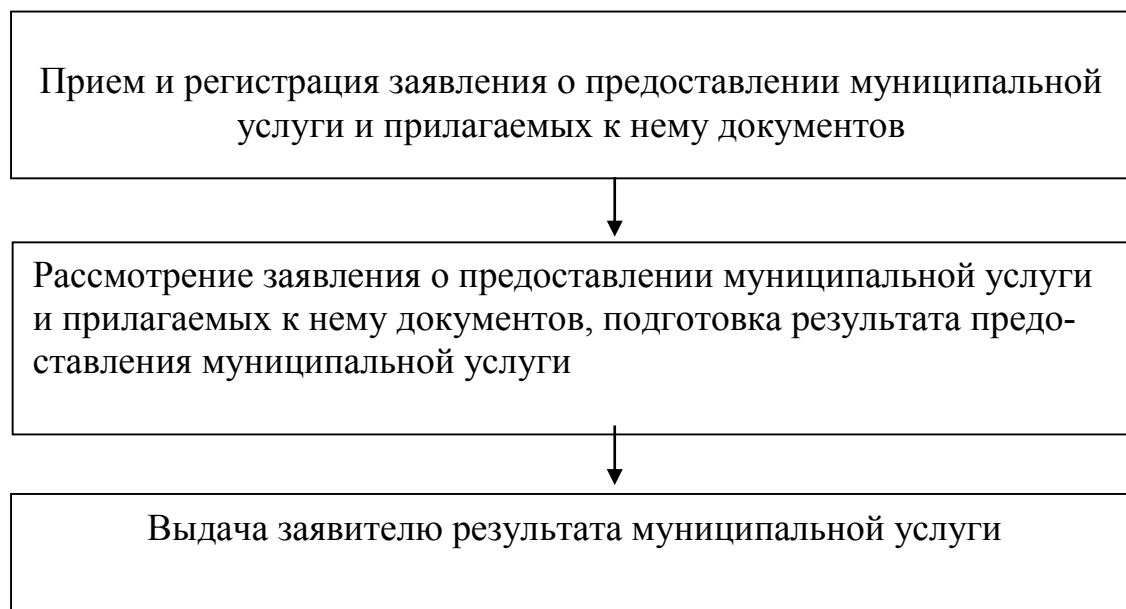 Прием и регистрация заявления о предоставлении муниципальной
услуги и прилагаемых к нему документов
Рассмотрение заявления о предоставлении муниципальной услуги
и прилагаемых к нему документов, подготовка результата предо-
ставления муниципальной услуги
Выдача заявителю результата муниципальной услуги